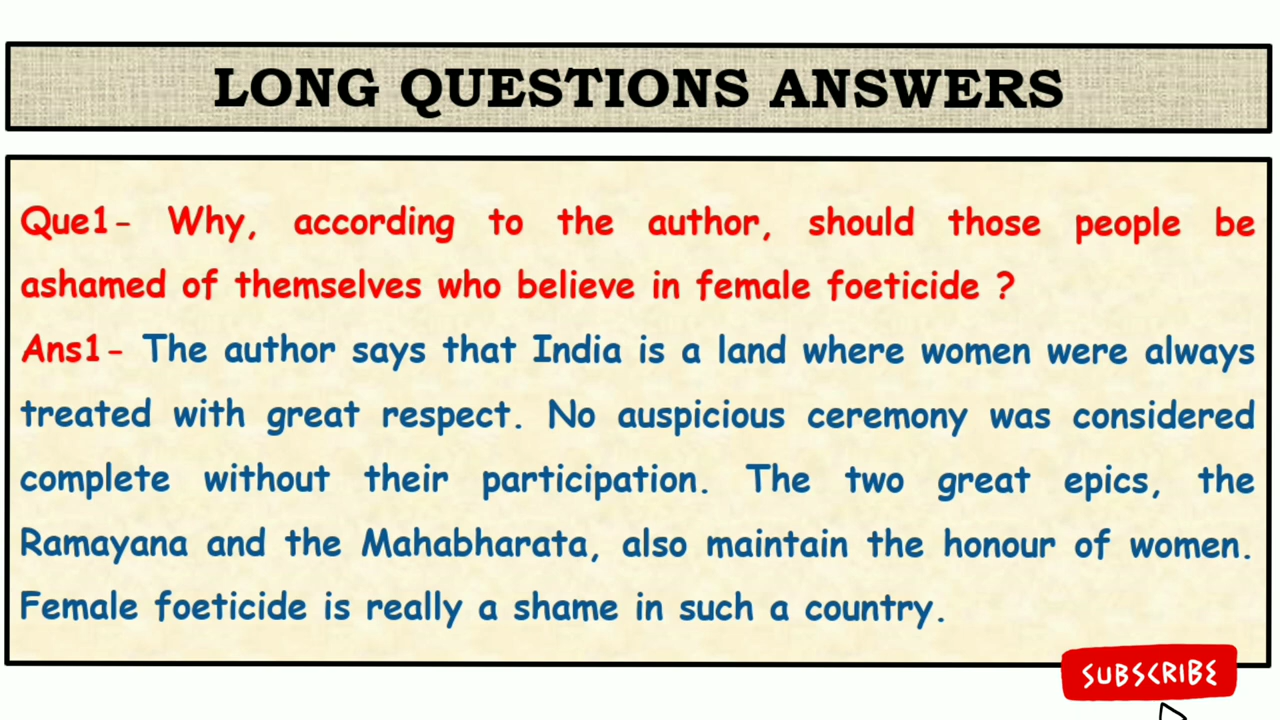 LONG QUESTIONS ANSWERS
Que1- Why, according to the author, should those people be
ashamed of themselves who believe in female foeticide ?
Ans1- The author says that India is a land where women were always
treated with great respect. No auspicious ceremony was considered
complete without their participation. The two great epics, the
Ramayana and the Mahabharata, also maintain the honour of women.
Female foeticide is really a shame in such a country.
SUBSCRIBE